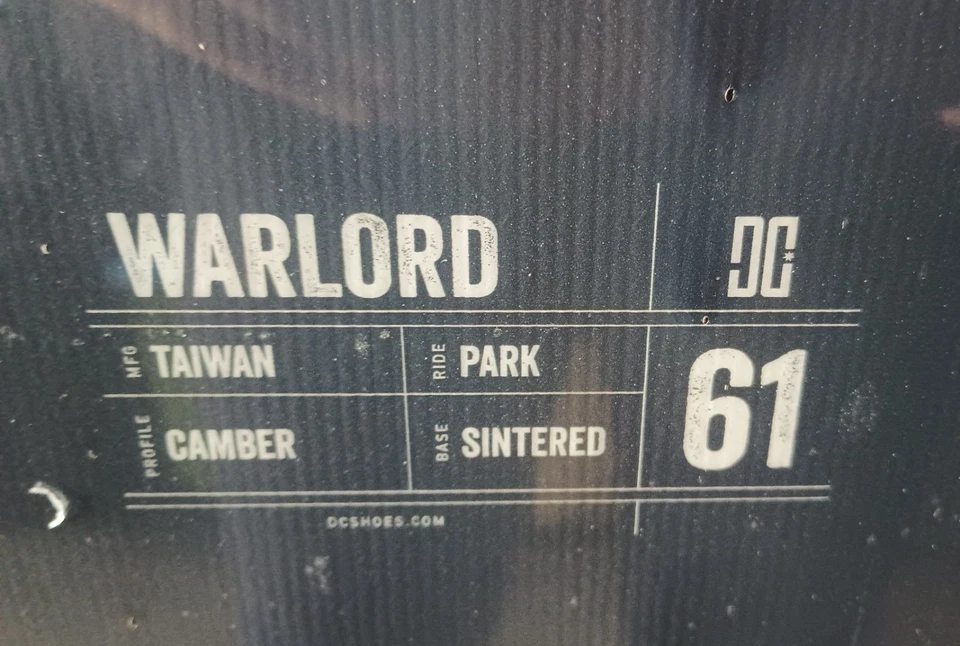 WARLORD
DC
MFG TAIWAN
RIDE PARK
61
PROFILE CAMBER
BASE SINTERED
DCSHOES.COM